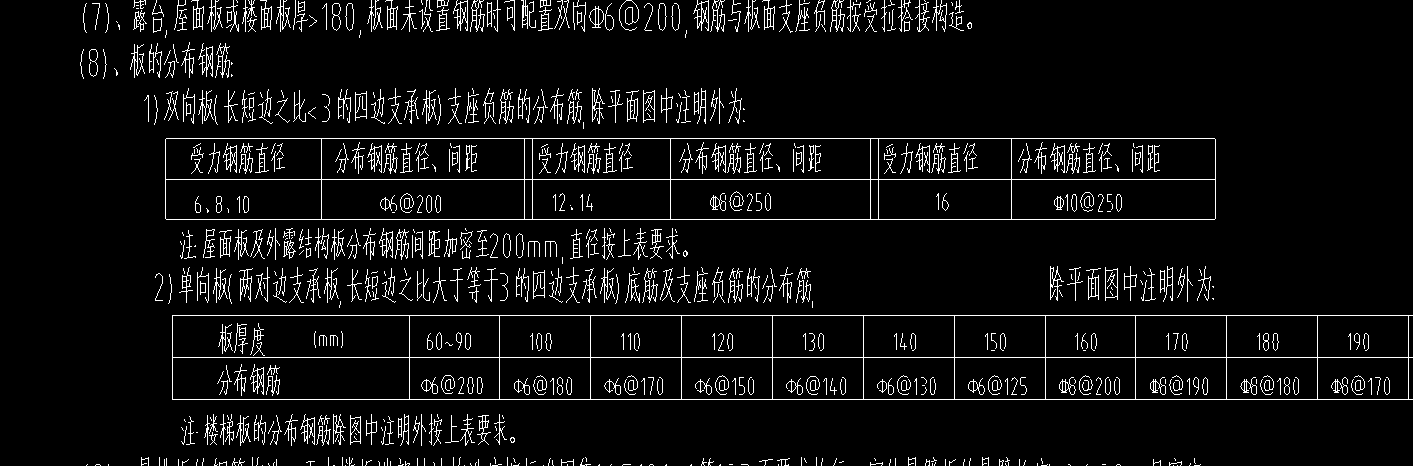 (7)、露台,屋面板或楼面板厚>180,板面未设置钢筋时可配置双向Φ6@200,钢筋与板面支座负筋按受拉搭接构造。
(8)、板的分布钢筋:
1)双向板(长短边之比<3的四边支承板)支座负筋的分布筋,除平面图中注明外为:
受力钢筋直径 分布钢筋直径、间距 受力钢筋直径 分布钢筋直径、间距 受力钢筋直径 分布钢筋直径、间距
6、8、10 Φ6@200 12、14 Φ8@250 16 Φ10@250
注:屋面板及外露结构板分布钢筋间距加密至200mm,直径按上表要求。
2)单向板(两对边支承板,长短边之比大于等于3的四边支承板)底筋及支座负筋的分布筋, 除平面图中注明外为:
板厚度 (mm) 60~90 100 110 120 130 140 150 160 170 180 190
分布钢筋 Φ6@200 Φ6@180 Φ6@170 Φ6@150 Φ6@140 Φ6@130 Φ6@125 Φ8@200 Φ8@190 Φ8@180 Φ8@170
注:楼梯板的分布钢筋除图中注明外按上表要求。